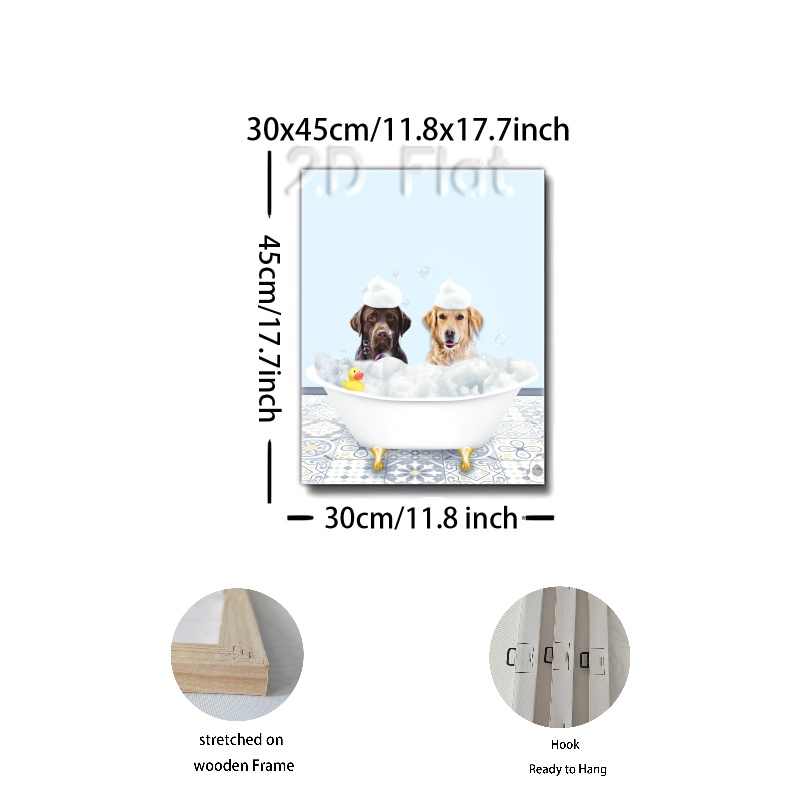 30x45cm/11.8x17.7inch
2D Flat
45cm/17.7inch
30cm/11.8 inch
stretched on
wooden Frame
Hook
Ready to Hang